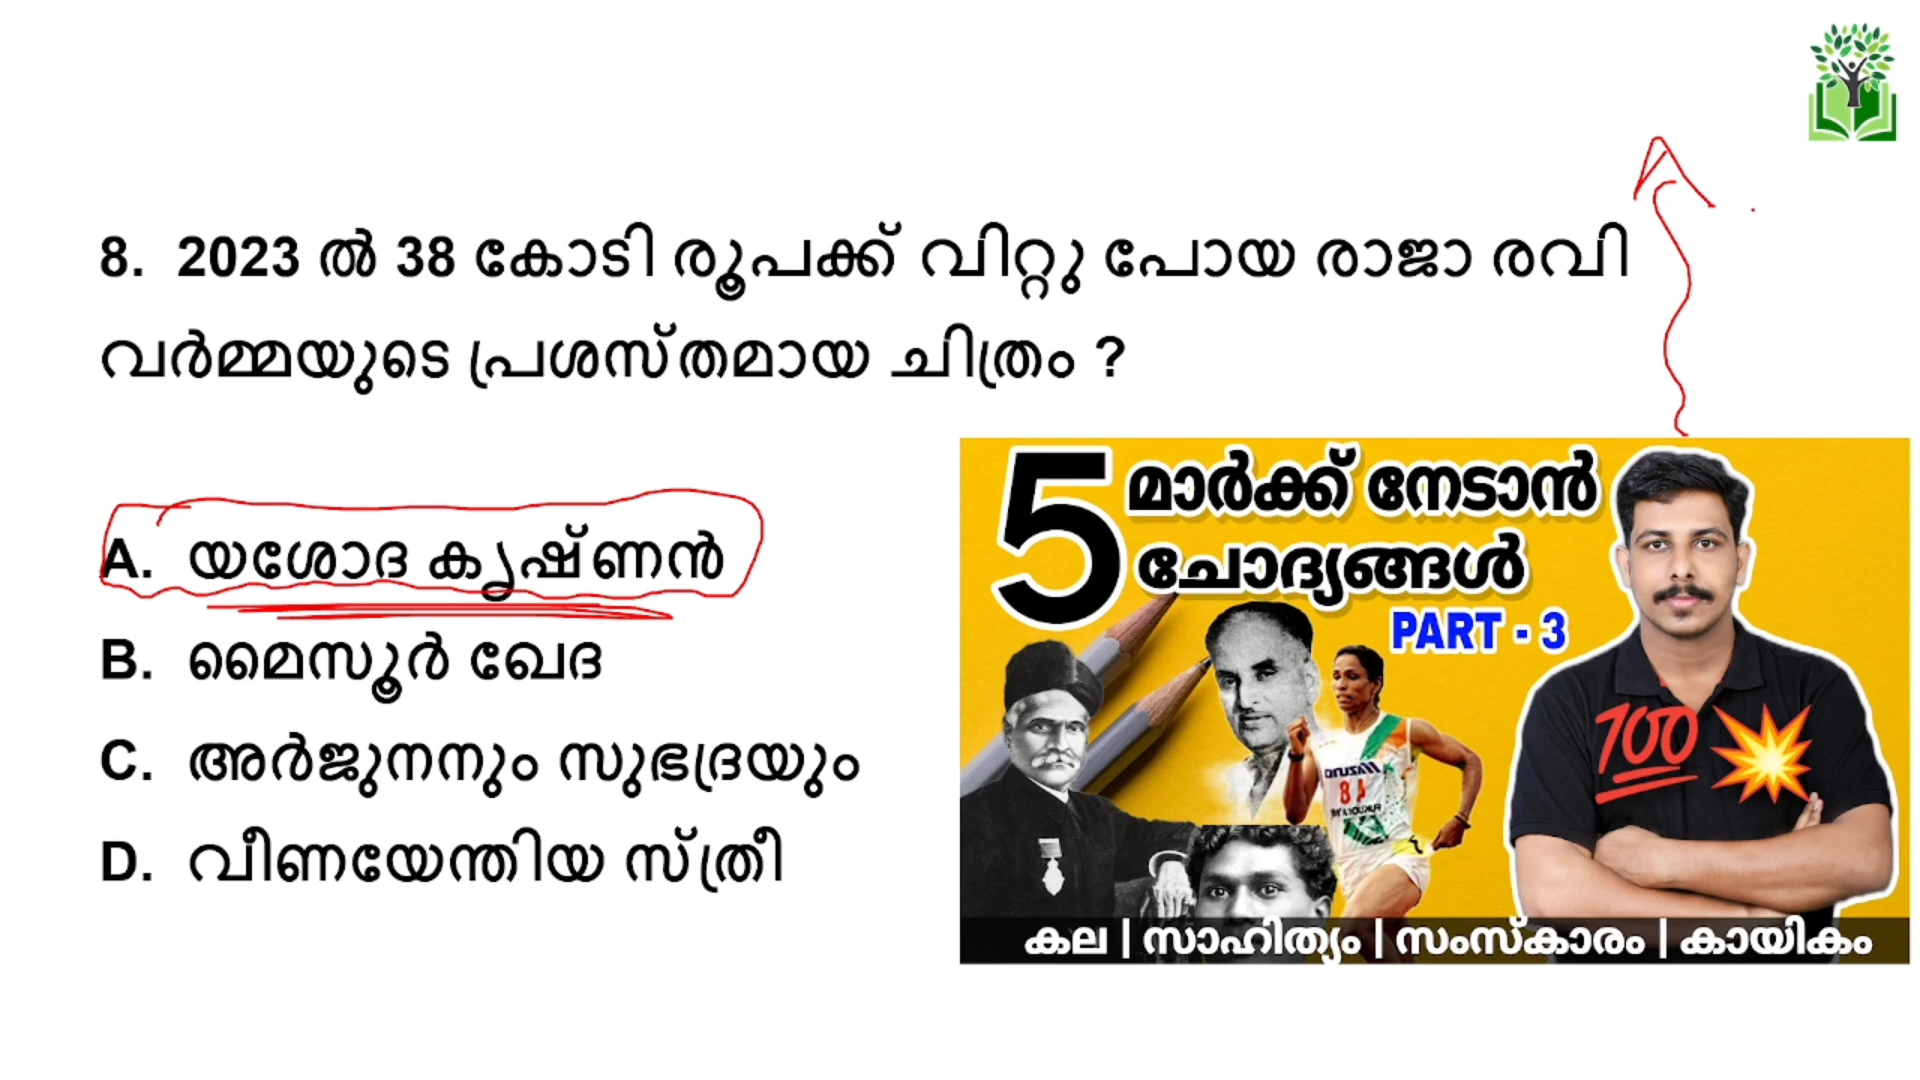 8. 2023 ൽ 38 കോടി രൂപക്ക് വിറ്റു പോയ രാജാ രവി
വർമ്മയുടെ പ്രശസ്തമായ ചിത്രം ?
A. യശോദ കൃഷ്ണൻ
B. മൈസൂർ ഖേദ
C. അർജുനനും സുഭദ്രയും
D. വീണയേന്തിയ സ്ത്രീ
5 മാർക്ക് നേടാൻ
ചോദ്യങ്ങൾ
PART - 3
100
കല | സാഹിത്യം | സംസ്കാരം | കായികം